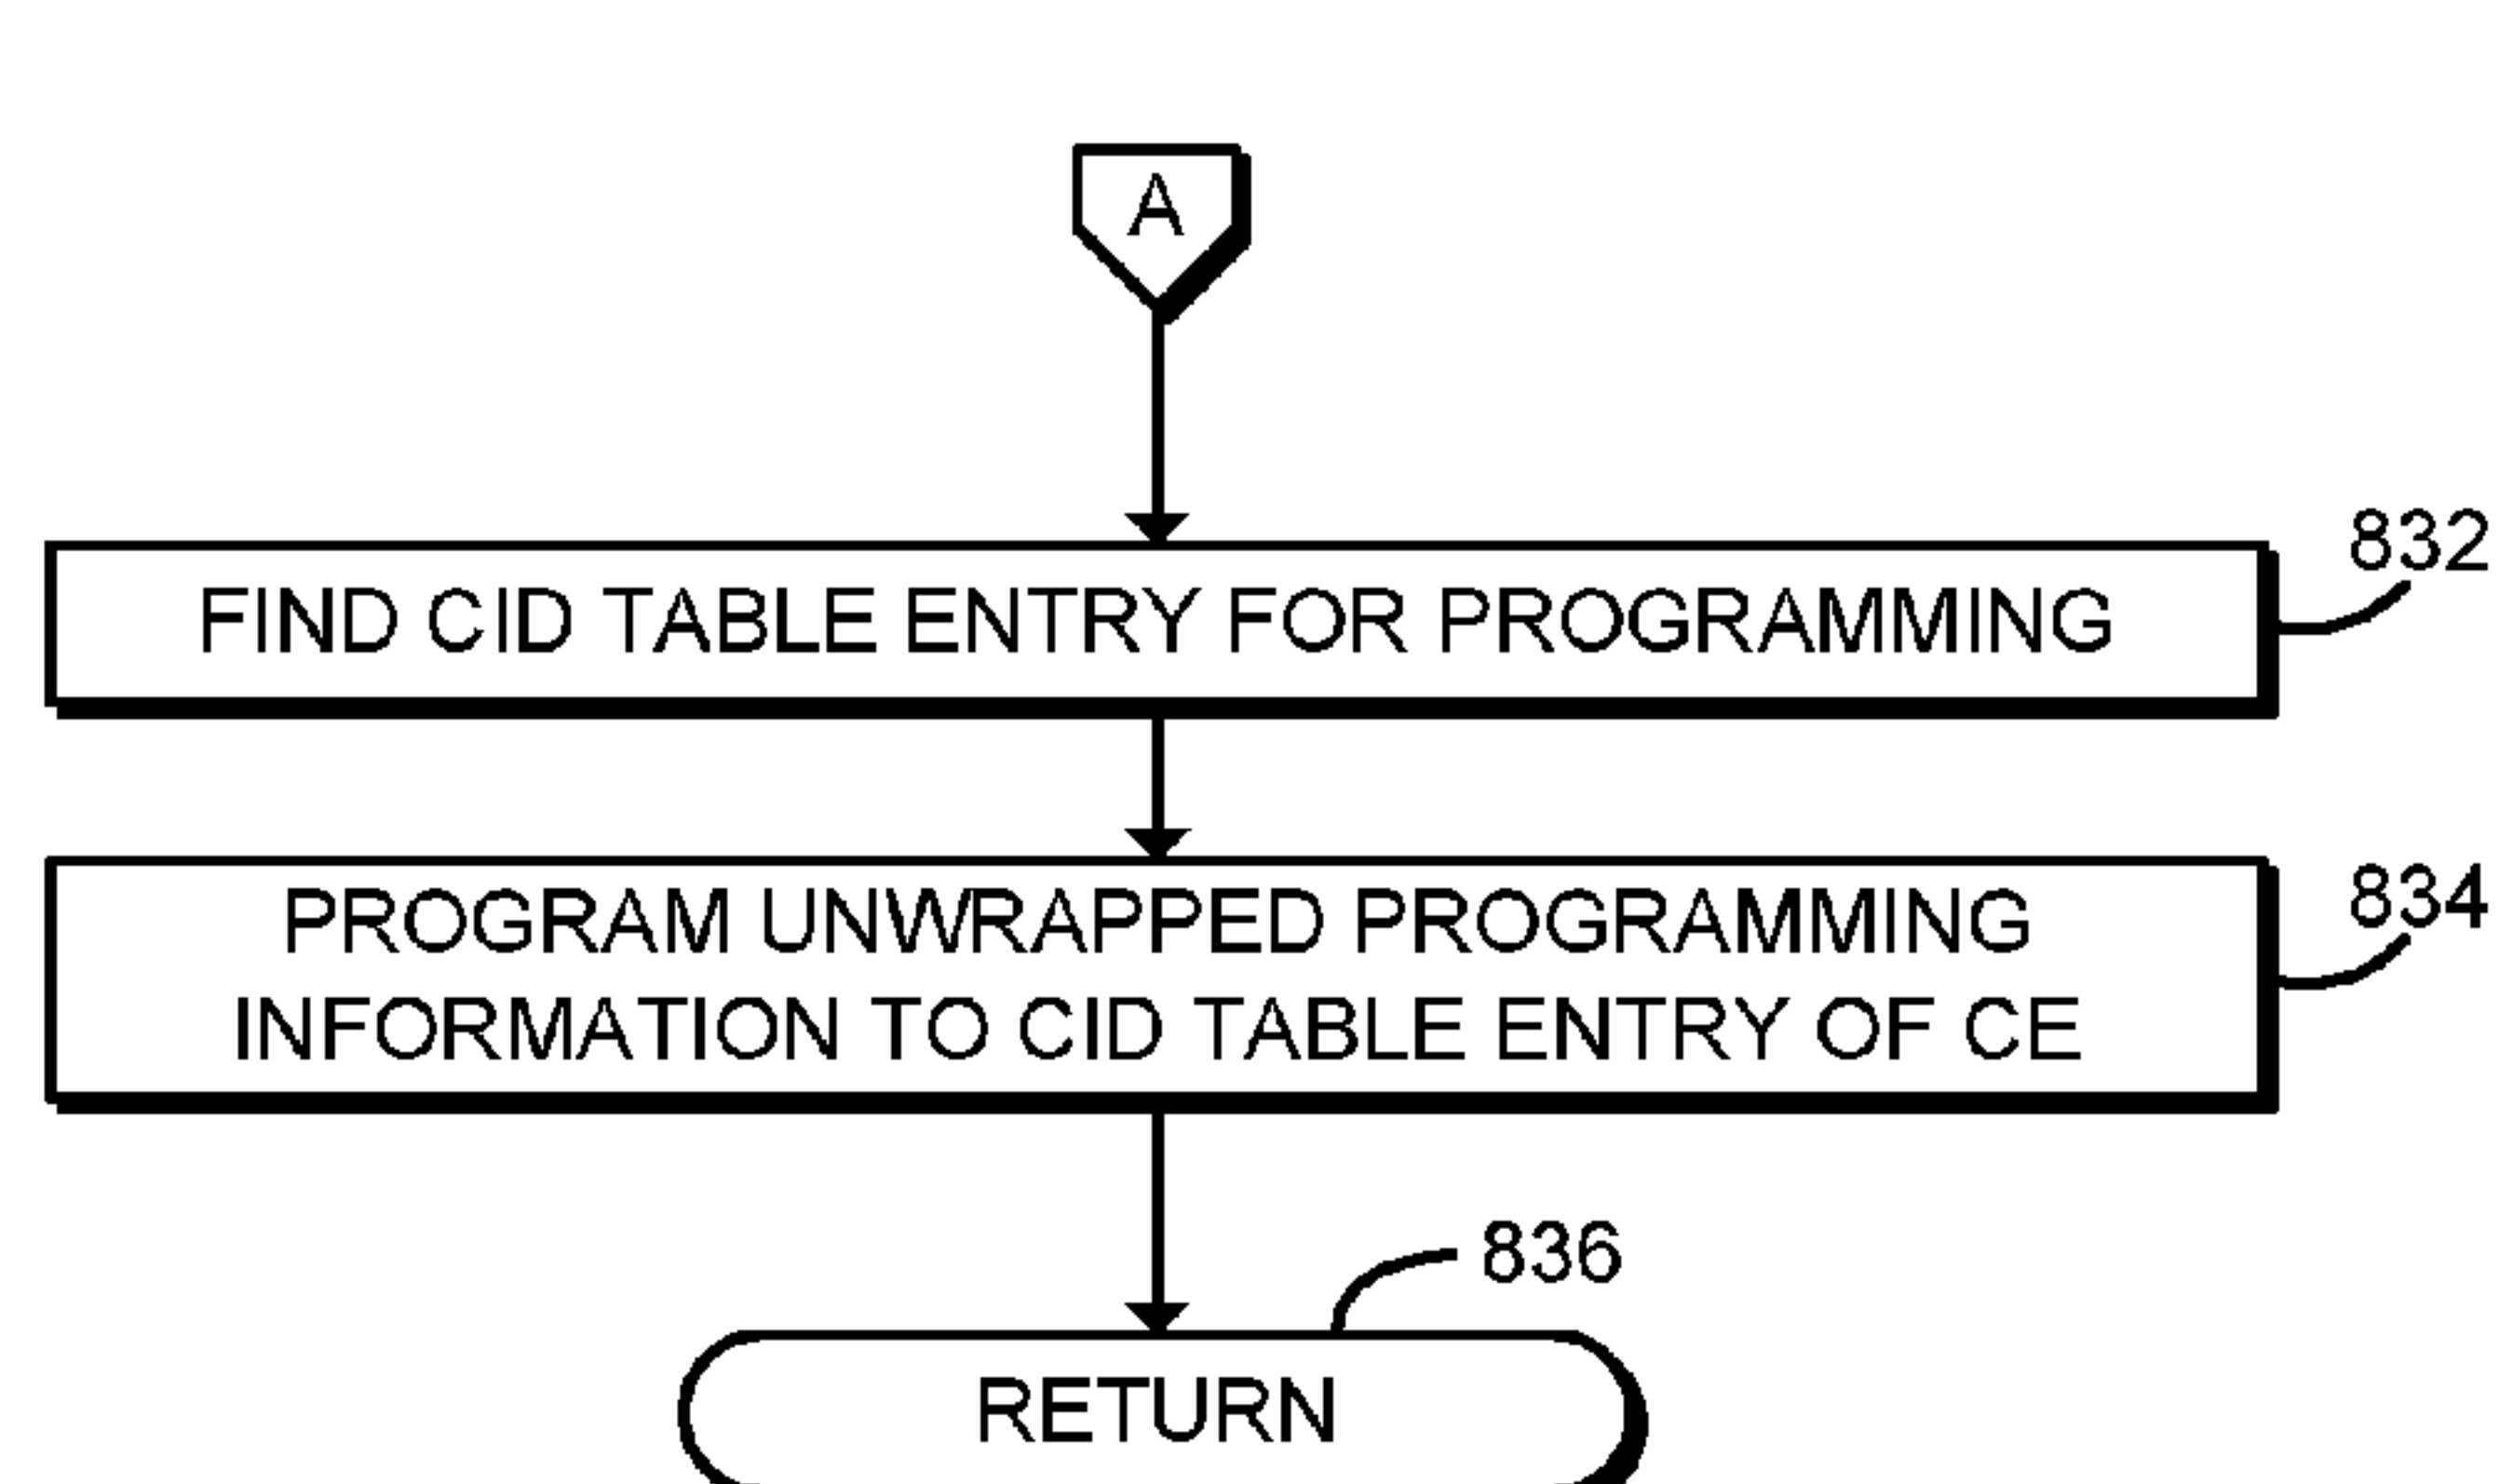 A
832
FIND CID TABLE ENTRY FOR PROGRAMMING
834
PROGRAM UNWRAPPED PROGRAMMING
INFORMATION TO CID TABLE ENTRY OF CE
836
RETURN